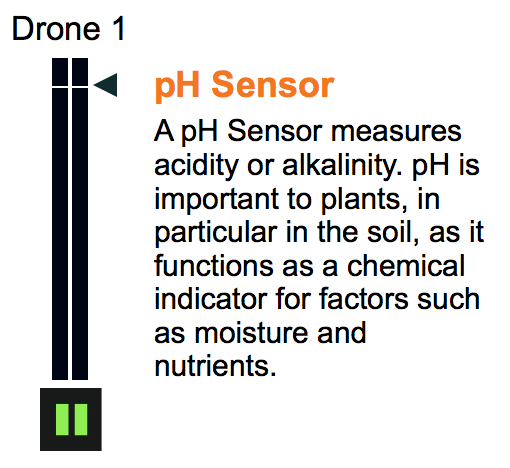 Drone 1
pH Sensor
A pH Sensor measures
acidity or alkalinity. pH is
important to plants, in
particular in the soil, as it
functions as a chemical
indicator for factors such
as moisture and
nutrients.